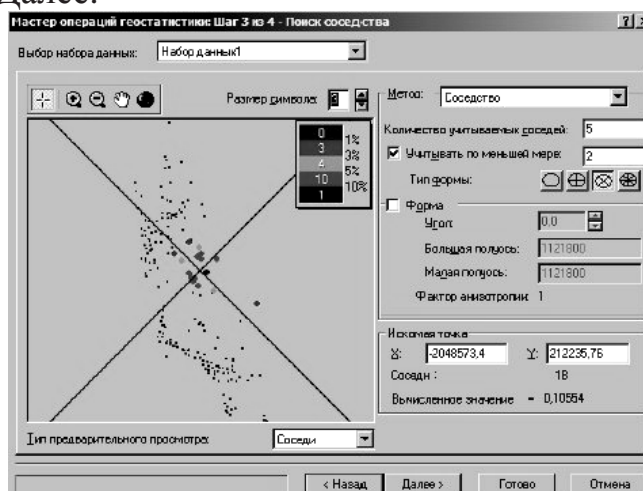 Далее.
Мастер операций геостатистики: Шаг 3 из 4 - Поиск соседства
Выбор набора данных: Набор данных1
Размер символа:
0
3
4
10
1
1%
3%
5%
10%
Метод: Соседство
Количество учитываемых соседей: 5
Учитывать по меньшей мере: 2
Тип формы:
Форма
Угол: 0,0
Большая полуось: 1121800
Малая полуось: 1121800
Фактор анизотропии: 1
Искомая точка
X: -2048573,4 Y: 212235,76
Соседи : 18
Вычисленное значение = 0,10554
Тип предварительного просмотра: Соседи
< Назад Далее > Готово Отмена